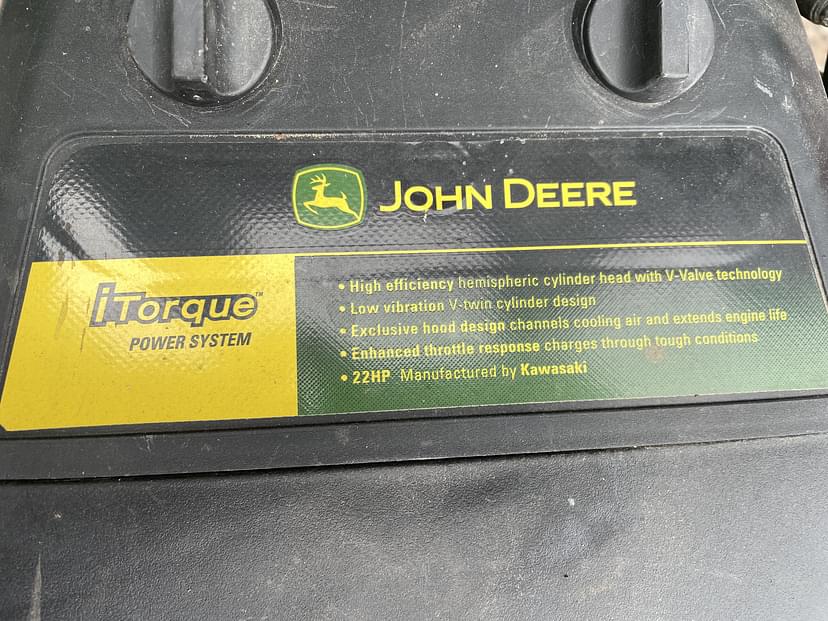 JOHN DEERE
iTorque™
POWER SYSTEM
• High efficiency hemispheric cylinder head with V-Valve technology
• Low vibration V-twin cylinder design
• Exclusive hood design channels cooling air and extends engine life
• Enhanced throttle response charges through tough conditions
• 22HP Manufactured by Kawasaki